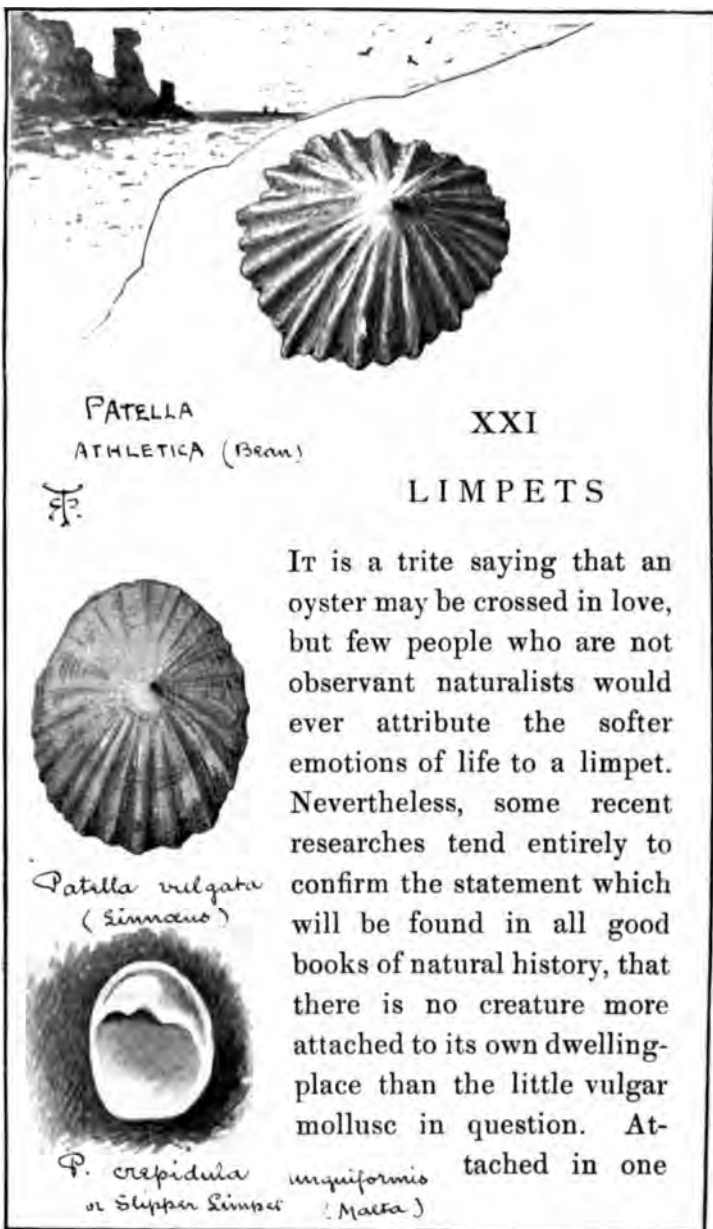 PATELLA
ATHLETICA (Bean)
XXI
LIMPETS
IT is a trite saying that an
oyster may be crossed in love,
but few people who are not
observant naturalists would
ever attribute the softer
emotions of life to a limpet.
Nevertheless, some recent
researches tend entirely to
confirm the statement which
will be found in all good
books of natural history, that
there is no creature more
attached to its own dwelling-
place than the little vulgar
mollusc in question. At-
tached in one
Patella vulgata
(Linnæus)
P. crepidula unguiformis
or Slipper Limpet (Malta)